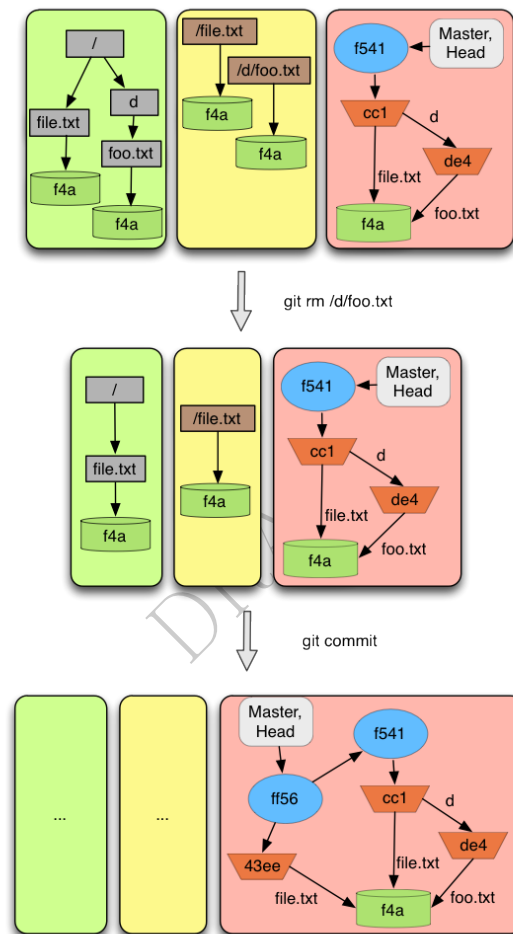 /
file.txt
d
foo.txt
f4a
f4a
/file.txt
/d/foo.txt
f4a
f4a
f541
Master,
Head
cc1
d
de4
file.txt
foo.txt
f4a
git rm /d/foo.txt
/
file.txt
f4a
/file.txt
f4a
f541
Master,
Head
cc1
d
de4
file.txt
foo.txt
f4a
git commit
...
...
Master,
Head
f541
ff56
cc1
d
43ee
de4
file.txt
file.txt
foo.txt
f4a